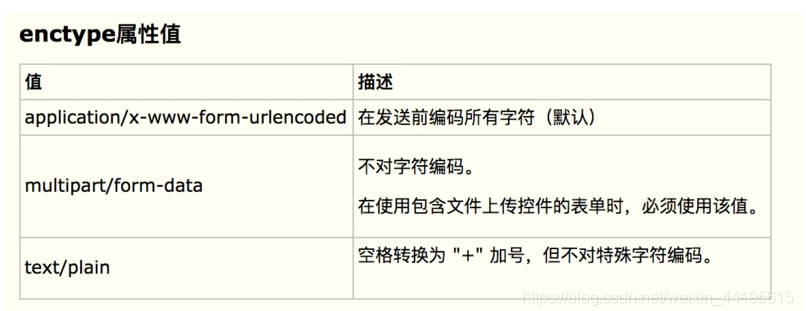 enctype属性值
值 描述
application/x-www-form-urlencoded 在发送前编码所有字符（默认）
multipart/form-data
不对字符编码。
在使用包含文件上传控件的表单时，必须使用该值。
text/plain 空格转换为 "+" 加号，但不对特殊字符编码。
https://blog.csdn.net/weixin_44195615